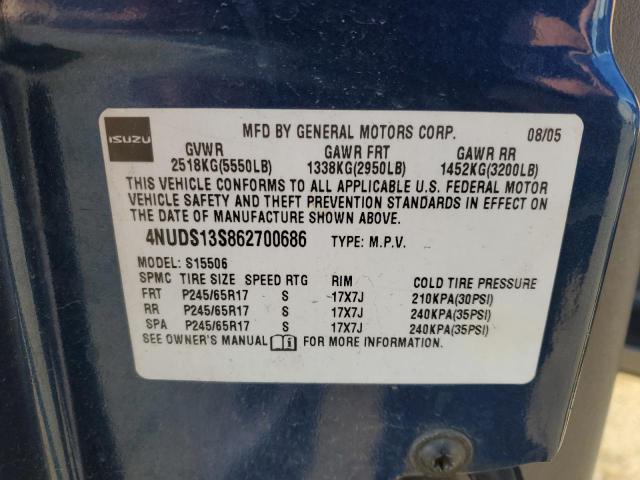 ISUZU MFD BY GENERAL MOTORS CORP. 08/05
GVWR GAWR FRT GAWR RR
2518KG(5550LB) 1338KG(2950LB) 1452KG(3200LB)
THIS VEHICLE CONFORMS TO ALL APPLICABLE U.S. FEDERAL MOTOR
VEHICLE SAFETY AND THEFT PREVENTION STANDARDS IN EFFECT ON
THE DATE OF MANUFACTURE SHOWN ABOVE.
4NUDS13S862700686 TYPE: M.P.V.
MODEL: S15506
SPMC TIRE SIZE SPEED RTG RIM COLD TIRE PRESSURE
FRT P245/65R17 S 17X7J 210KPA(30PSI)
RR P245/65R17 S 17X7J 240KPA(35PSI)
SPA P245/65R17 S 17X7J 240KPA(35PSI)
SEE OWNER'S MANUAL FOR MORE INFORMATION.